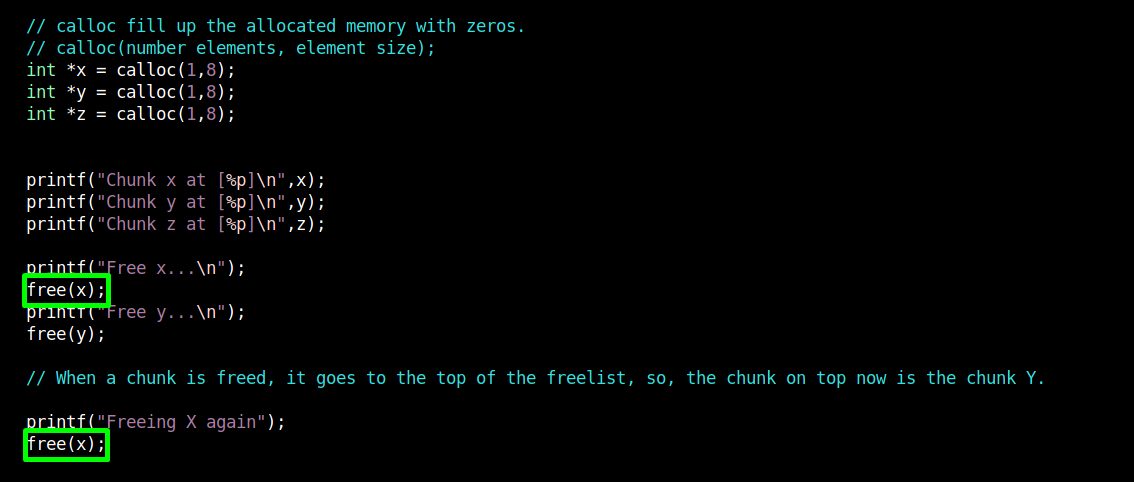 // calloc fill up the allocated memory with zeros.
// calloc(number elements, element size);
int *x = calloc(1,8);
int *y = calloc(1,8);
int *z = calloc(1,8);
printf("Chunk x at [%p]\n",x);
printf("Chunk y at [%p]\n",y);
printf("Chunk z at [%p]\n",z);
printf("Free x...\n");
free(x);
printf("Free y...\n");
free(y);
// When a chunk is freed, it goes to the top of the freelist, so, the chunk on top now is the chunk Y.
printf("Freeing X again");
free(x);